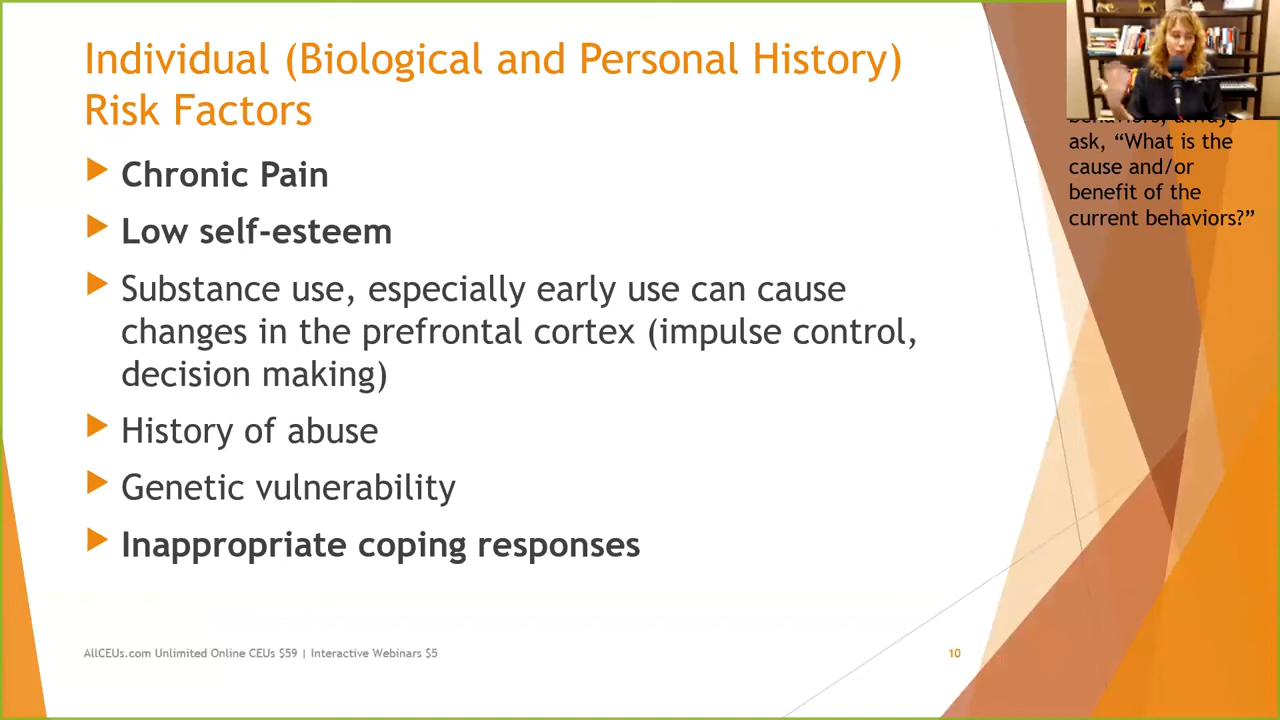 Individual (Biological and Personal History)
Risk Factors
Chronic Pain
Low self-esteem
Substance use, especially early use can cause
changes in the prefrontal cortex (impulse control,
decision making)
History of abuse
Genetic vulnerability
Inappropriate coping responses
behaviors, always
ask, “What is the
cause and/or
benefit of the
current behaviors?”
AllCEUs.com Unlimited Online CEUs $59 | Interactive Webinars $5
10